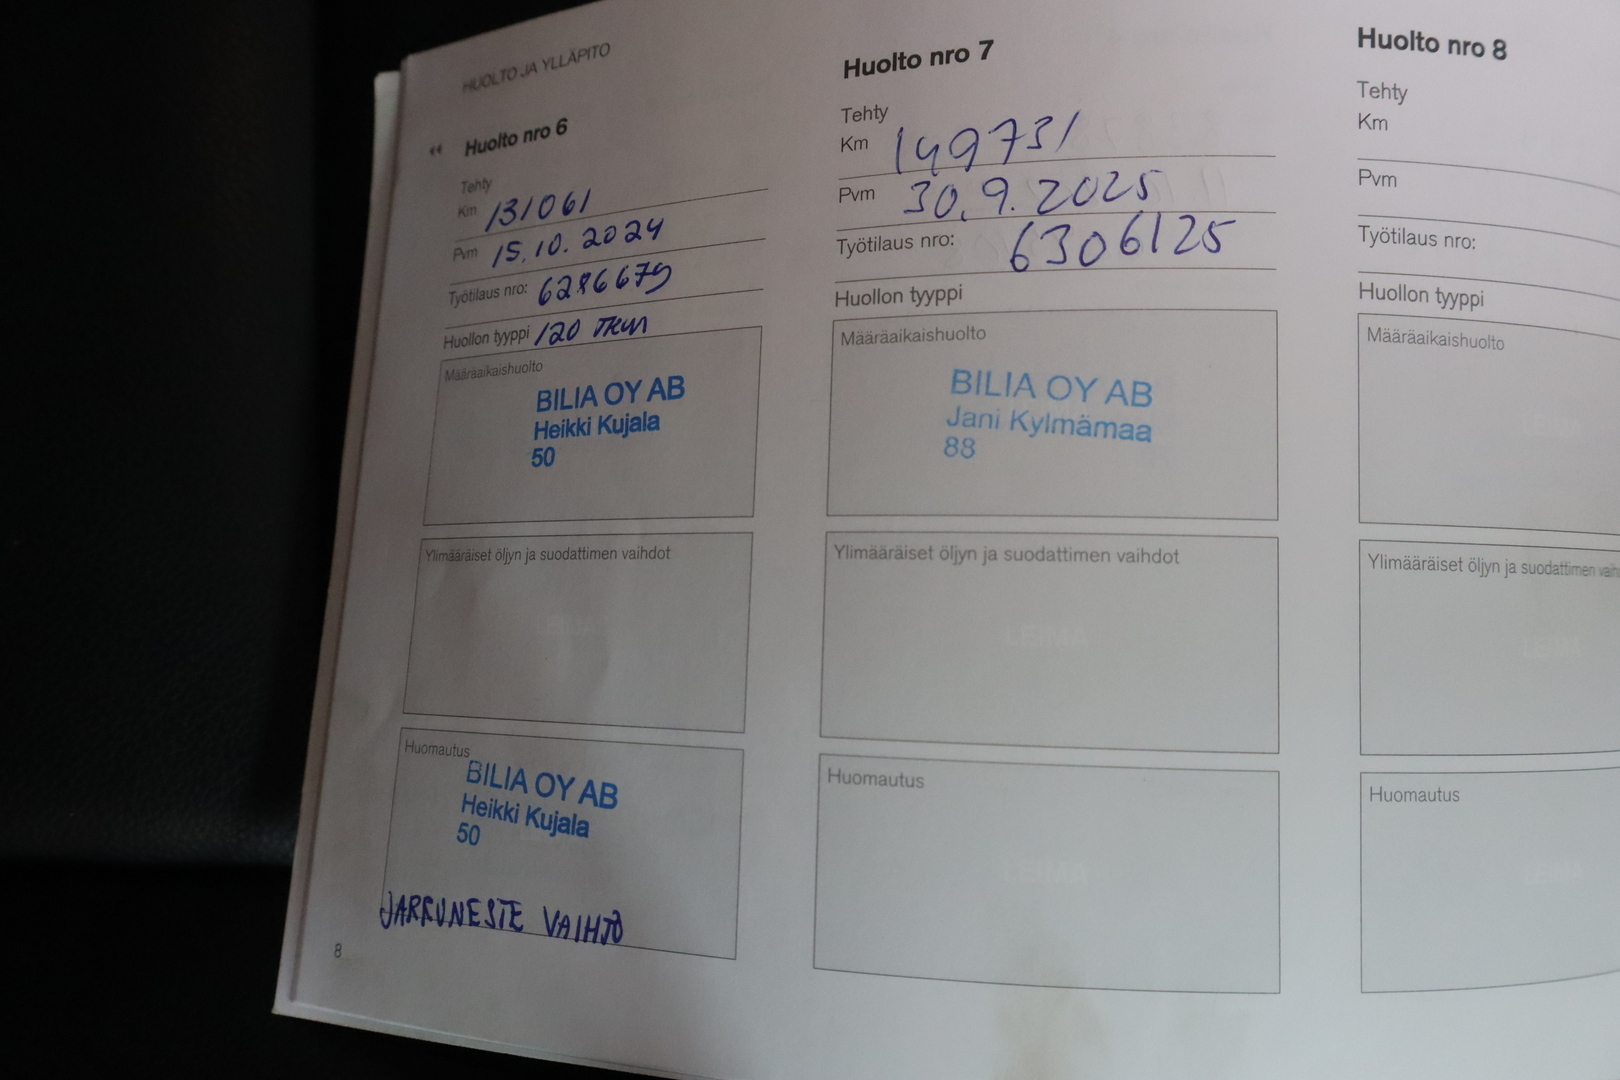 HUOLTO JA YLLÄPITO
Huolto nro 6
Tehty
Km 131061
Pvm 15.10.2024
Työtilaus nro: 6286679
Huollon tyyppi 120 TKM
Määräaikaishuolto
BILIA OY AB
Heikki Kujala
50
Ylimääräiset öljyn ja suodattimen vaihdot
Huomautus
BILIA OY AB
Heikki Kujala
50
JARRUNESTE VAIHTO
8
Huolto nro 7
Tehty
Km 149731
Pvm 30.9.2025
Työtilaus nro: 6306125
Huollon tyyppi
Määräaikaishuolto
BILIA OY AB
Jani Kylmämaa
88
Ylimääräiset öljyn ja suodattimen vaihdot
Huomautus
Huolto nro 8
Tehty
Km
Pvm
Työtilaus nro:
Huollon tyyppi
Määräaikaishuolto
Ylimääräiset öljyn ja suodattimen
Huomautus